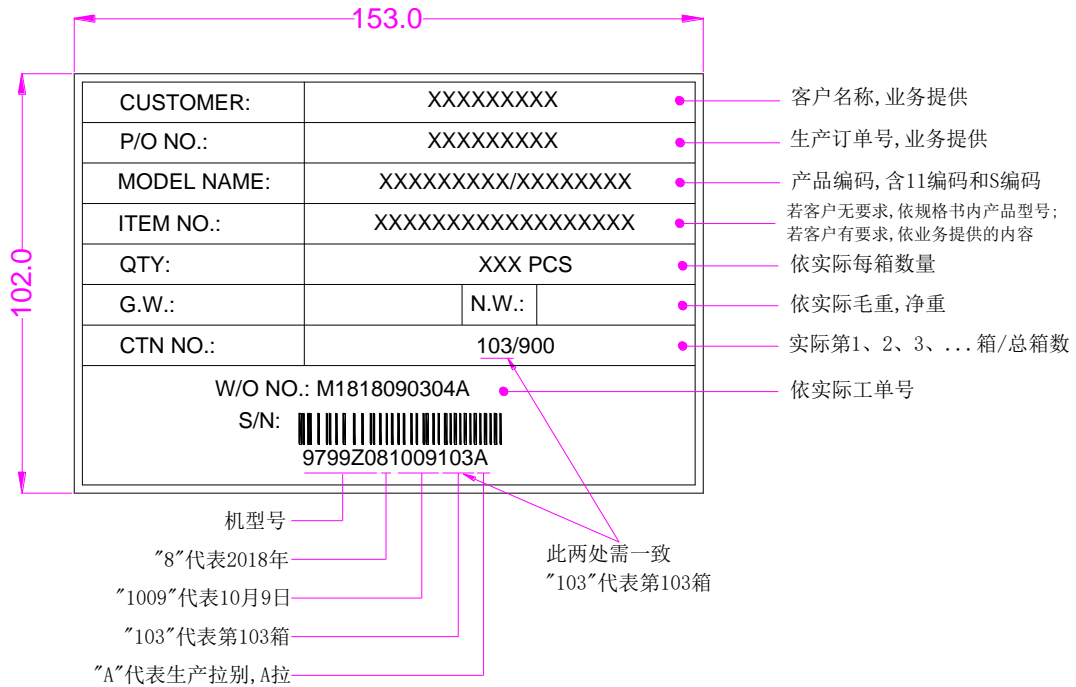 153.0
102.0
CUSTOMER: XXXXXXXXX 客户名称,业务提供
P/O NO.: XXXXXXXXX 生产订单号,业务提供
MODEL NAME: XXXXXXXXX/XXXXXXXX 产品编码,含11编码和S编码
ITEM NO.: XXXXXXXXXXXXXXXXXX 若客户无要求,依规格书内产品型号;
若客户有要求,依业务提供的内容
QTY: XXX PCS 依实际每箱数量
G.W.: N.W.: 依实际毛重,净重
CTN NO.: 103/900 实际第1、2、3、...箱/总箱数
W/O NO.: M1818090304A 依实际工单号
S/N:
9799Z081009103A
机型号
"8"代表2018年
"1009"代表10月9日
"103"代表第103箱
"A"代表生产拉别,A拉
此两处需一致
"103"代表第103箱